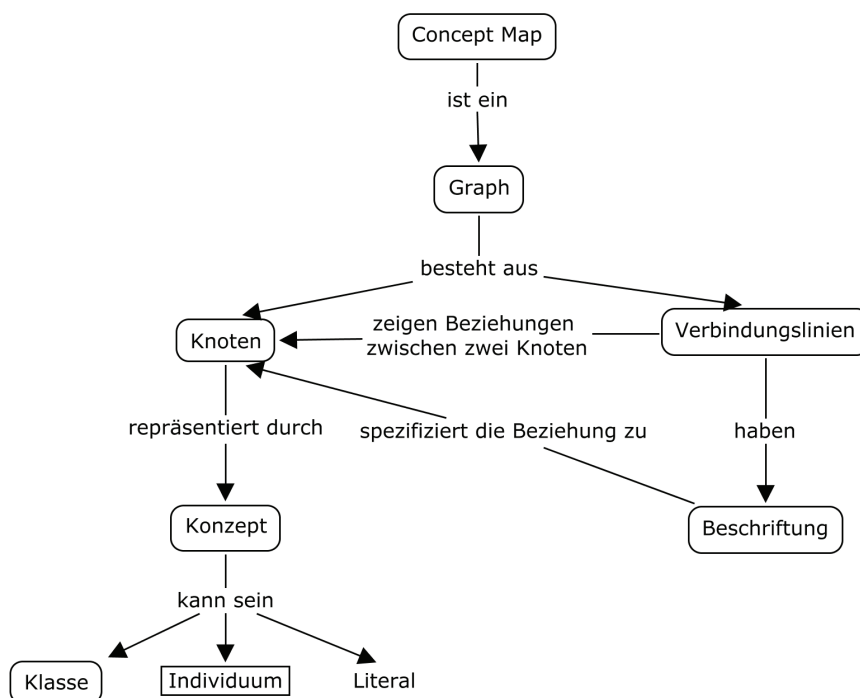 Concept Map
ist ein
Graph
besteht aus
Knoten
zeigen Beziehungen
zwischen zwei Knoten
Verbindungslinien
repräsentiert durch
spezifiziert die Beziehung zu
haben
Konzept
Beschriftung
kann sein
Klasse
Individuum
Literal